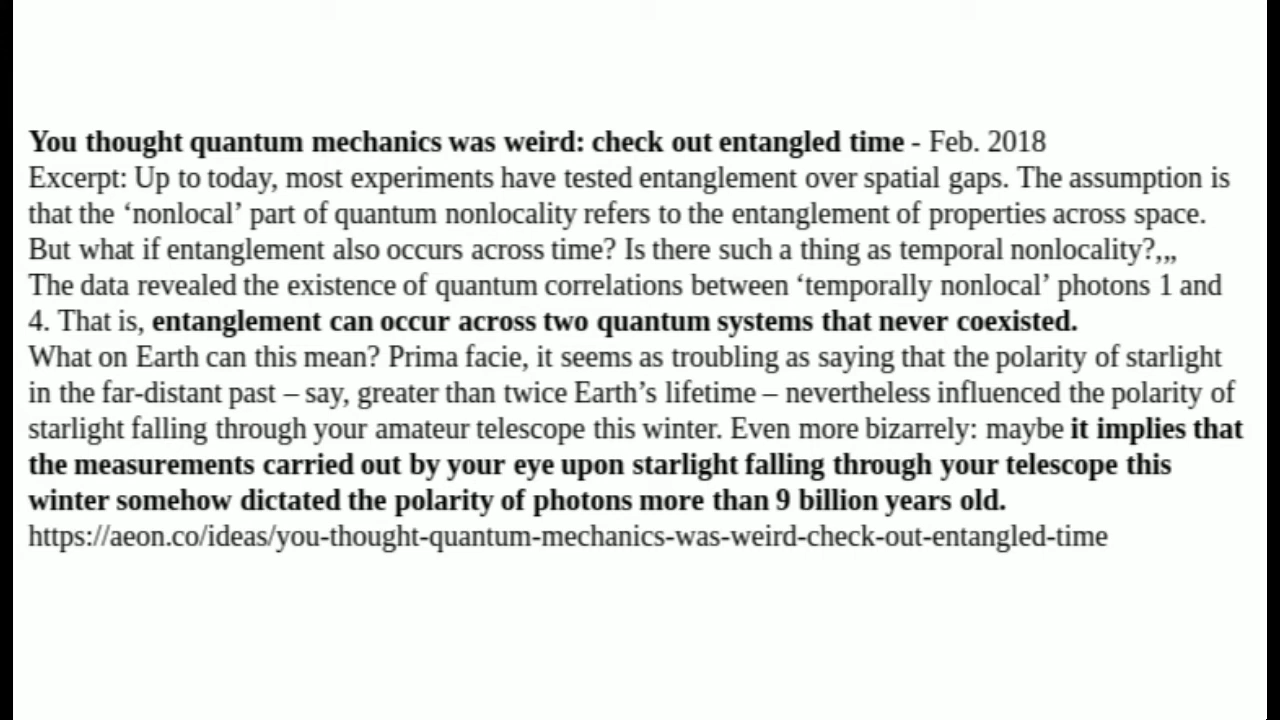 You thought quantum mechanics was weird: check out entangled time - Feb. 2018
Excerpt: Up to today, most experiments have tested entanglement over spatial gaps. The assumption is
that the ‘nonlocal’ part of quantum nonlocality refers to the entanglement of properties across space.
But what if entanglement also occurs across time? Is there such a thing as temporal nonlocality?,,,
The data revealed the existence of quantum correlations between ‘temporally nonlocal’ photons 1 and
4. That is, entanglement can occur across two quantum systems that never coexisted.
What on Earth can this mean? Prima facie, it seems as troubling as saying that the polarity of starlight
in the far-distant past – say, greater than twice Earth’s lifetime – nevertheless influenced the polarity of
starlight falling through your amateur telescope this winter. Even more bizarrely: maybe it implies that
the measurements carried out by your eye upon starlight falling through your telescope this
winter somehow dictated the polarity of photons more than 9 billion years old.
https://aeon.co/ideas/you-thought-quantum-mechanics-was-weird-check-out-entangled-time